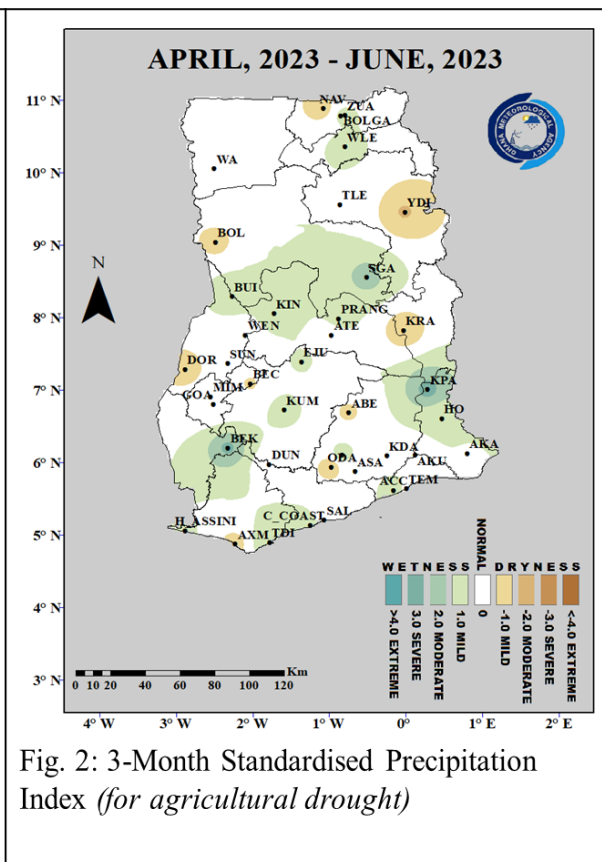 APRIL, 2023 - JUNE, 2023
11° N
10° N
9° N
8° N
7° N
6° N
5° N
4° N
3° N
NAV
ZUA
BOLGA
WLE
WA
TLE
YDI
BOL
SGA
BUI
KIN
PRANG
KRA
WEN
ATE
SUN
EJU
DOR
BEC
KPA
MIM
GOA
KUM
ABE
HO
BEK
DUN
ODA
KDA
AKA
ASA
AKU
ACC
TEM
C_COAST
SAL
H_ASSINI
AXM
TDI
GHANA METEOROLOGICAL AGENCY
N
WETNESS
NORMAL
DRYNESS
>4.0 EXTREME
3.0 SEVERE
2.0 MODERATE
1.0 MILD
0
-1.0 MILD
-2.0 MODERATE
-3.0 SEVERE
<-4.0 EXTREME
Km
0 10 20 40 60 80 100 120
4° W
3° W
2° W
1° W
0°
1° E
2° E
Fig. 2: 3-Month Standardised Precipitation
Index (for agricultural drought)